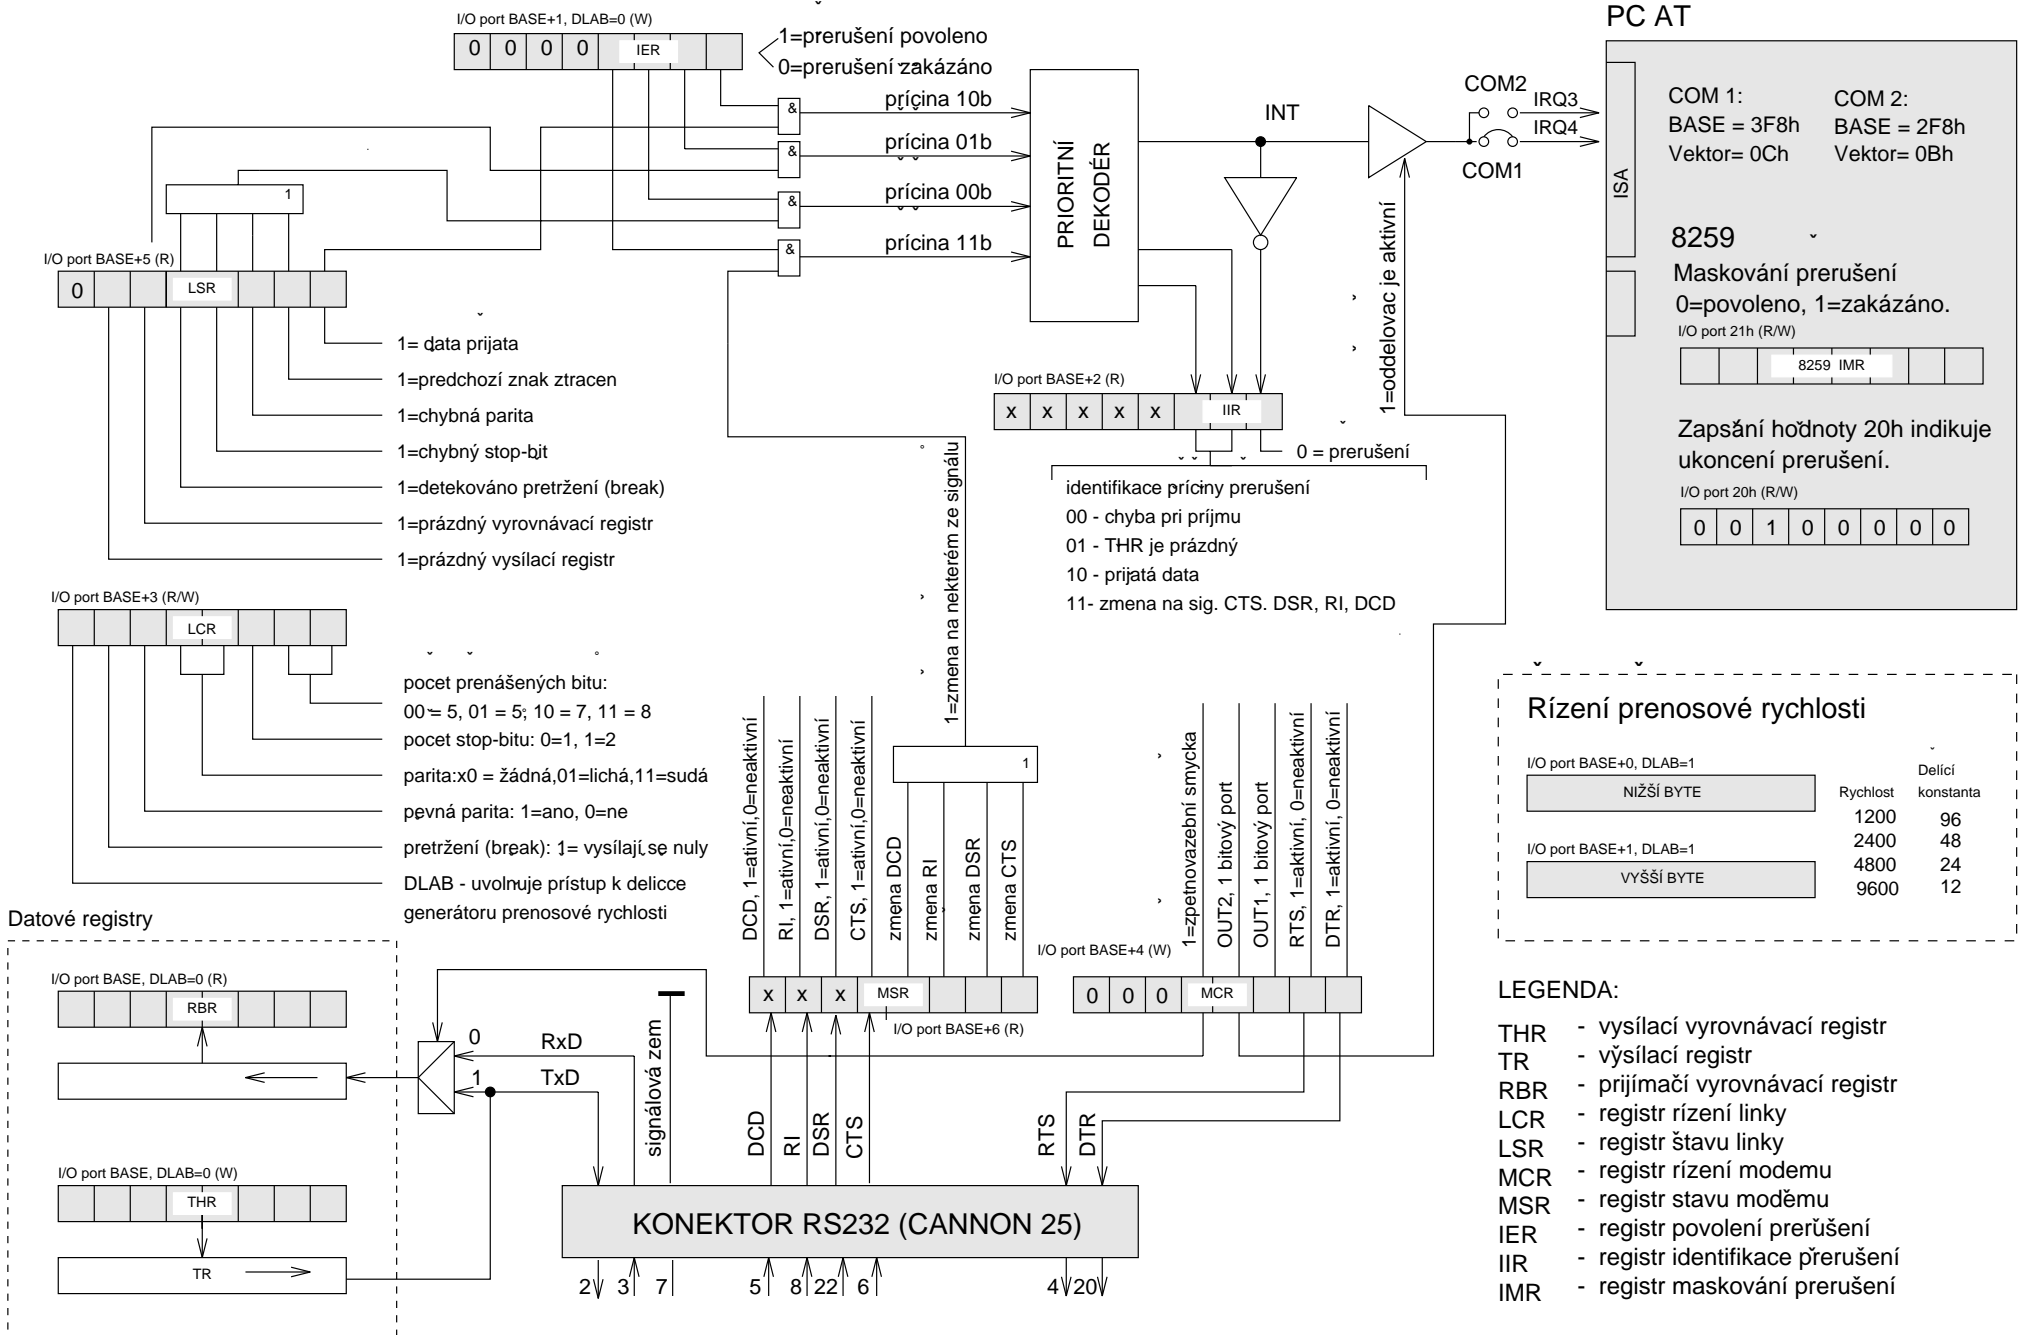 I/O port BASE+1, DLAB=0 (W)
0 0 0 0 IER
1=prerušení povoleno
0=prerušení zakázáno
&
prícina 10b
&
prícina 01b
&
prícina 00b
&
prícina 11b
PRIORITNÍ
DEKODÉR
INT
COM2
IRQ3
IRQ4
COM1
1=oddelovac je aktivní
PC AT
ISA
COM 1:
BASE = 3F8h
Vektor= 0Ch
COM 2:
BASE = 2F8h
Vektor= 0Bh
8259
Maskování prerušení
0=povoleno, 1=zakázáno.
I/O port 21h (R/W)
8259 IMR
Zapsání hodnoty 20h indikuje
ukoncení prerušení.
I/O port 20h (R/W)
0 0 1 0 0 0 0 0
1
I/O port BASE+5 (R)
0 LSR
1= data prijata
1=predchozí znak ztracen
1=chybná parita
1=chybný stop-bit
1=detekováno pretržení (break)
1=prázdný vyrovnávací registr
1=prázdný vysílací registr
I/O port BASE+2 (R)
x x x x x IIR
0 = prerušení
identifikace príciny prerušení
00 - chyba pri príjmu
01 - THR je prázdný
10 - prijatá data
11- zmena na sig. CTS. DSR, RI, DCD
I/O port BASE+3 (R/W)
LCR
pocet prenášených bitu:
00 = 5, 01 = 5, 10 = 7, 11 = 8
pocet stop-bitu: 0=1, 1=2
parita:x0 = žádná,01=lichá,11=sudá
pevná parita: 1=ano, 0=ne
pretržení (break): 1= vysílají se nuly
DLAB - uvolnuje prístup k delicce
generátoru prenosové rychlosti
1=zmena na nekterém ze signálu
1
DCD, 1=ativní,0=neaktivní
RI, 1=ativní,0=neaktivní
DSR, 1=ativní,0=neaktivní
CTS, 1=ativní,0=neaktivní
zmena DCD
zmena RI
zmena DSR
zmena CTS
x x x MSR
I/O port BASE+6 (R)
1=zpetnovazební smycka
OUT2, 1 bitový port
OUT1, 1 bitový port
RTS, 1=aktivní, 0=neaktivní
DTR, 1=aktivní, 0=neaktivní
I/O port BASE+4 (W)
0 0 0 MCR
Rízení prenosové rychlosti
I/O port BASE+0, DLAB=1
NIŽŠÍ BYTE
I/O port BASE+1, DLAB=1
VYŠŠÍ BYTE
Rychlost
Delící
konstanta
1200 96
2400 48
4800 24
9600 12
Datové registry
I/O port BASE, DLAB=0 (R)
RBR
I/O port BASE, DLAB=0 (W)
THR
TR
0
1
RxD
TxD
signálová zem
DCD
RI
DSR
CTS
RTS
DTR
KONEKTOR RS232 (CANNON 25)
2 3 7 5 8 22 6 4 20
LEGENDA:
THR - vysílací vyrovnávací registr
TR - výsílací registr
RBR - prijímačí vyrovnávací registr
LCR - registr rízení linky
LSR - registr štavu linky
MCR - registr rízení modemu
MSR - registr stavu moděmu
IER - registr povolení prerůšení
IIR - registr identifikace přerušení
IMR - registr maskování prerušení